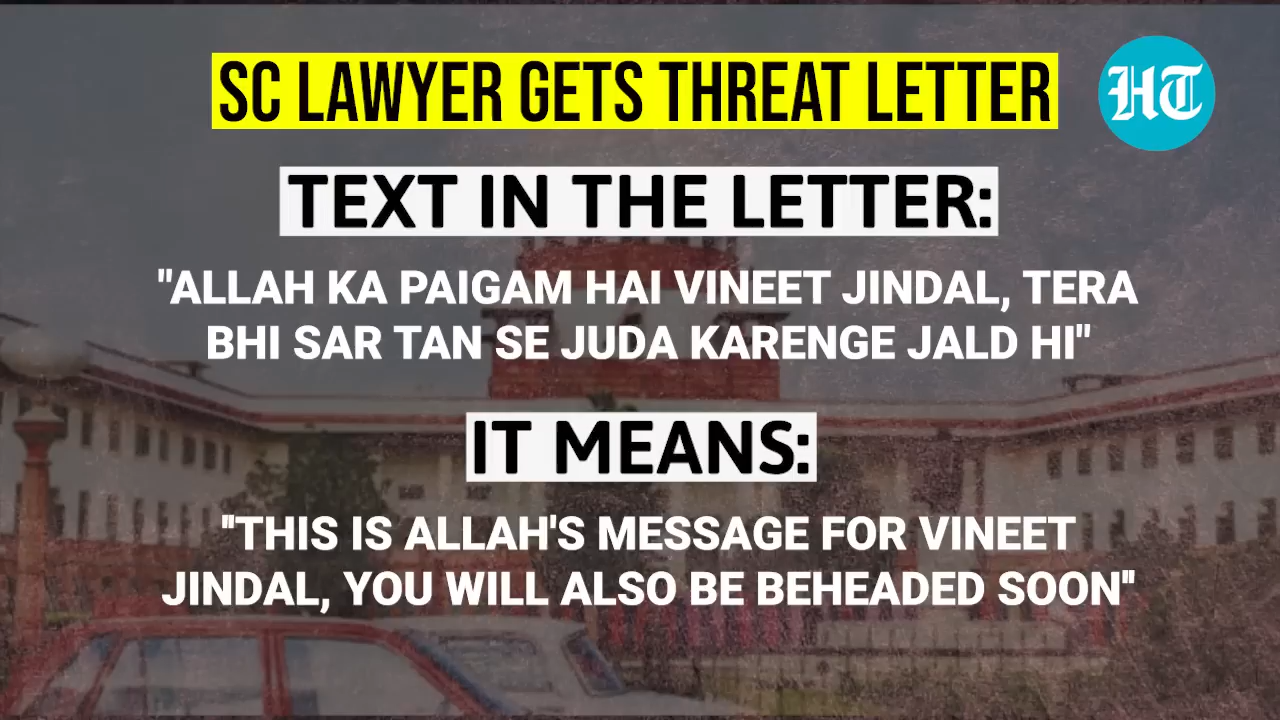 SC LAWYER GETS THREAT LETTER
HT
TEXT IN THE LETTER:
"ALLAH KA PAIGAM HAI VINEET JINDAL, TERA
BHI SAR TAN SE JUDA KARENGE JALD HI"
IT MEANS:
"THIS IS ALLAH'S MESSAGE FOR VINEET
JINDAL, YOU WILL ALSO BE BEHEADED SOON"